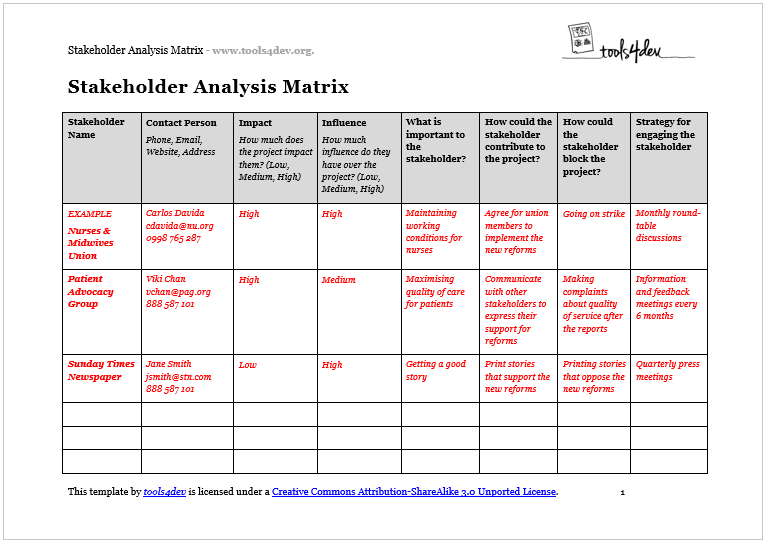 Stakeholder Analysis Matrix - www.tools4dev.org.
tools4dev
Stakeholder Analysis Matrix
Stakeholder
Name
Contact Person
Phone, Email,
Website, Address
Impact
How much does
the project impact
them? (Low,
Medium, High)
Influence
How much
influence do they
have over the
project? (Low,
Medium, High)
What is
important to
the
stakeholder?
How could the
stakeholder
contribute to
the project?
How could
the
stakeholder
block the
project?
Strategy for
engaging the
stakeholder
EXAMPLE
Nurses &
Midwives
Union
Carlos Davida
cdavida@nu.org
0998 765 287
High
High
Maintaining
working
conditions for
nurses
Agree for union
members to
implement the
new reforms
Going on strike
Monthly round-
table
discussions
Patient
Advocacy
Group
Viki Chan
vchan@pag.org
888 587 101
High
Medium
Maximising
quality of care
for patients
Communicate
with other
stakeholders to
express their
support for
reforms
Making
complaints
about quality
of service after
the reports
Information
and feedback
meetings every
6 months
Sunday Times
Newspaper
Jane Smith
jsmith@stn.com
888 587 101
Low
High
Getting a good
story
Print stories
that support the
new reforms
Printing stories
that oppose the
new reforms
Quarterly press
meetings
This template by tools4dev is licensed under a Creative Commons Attribution-ShareAlike 3.0 Unported License.
1